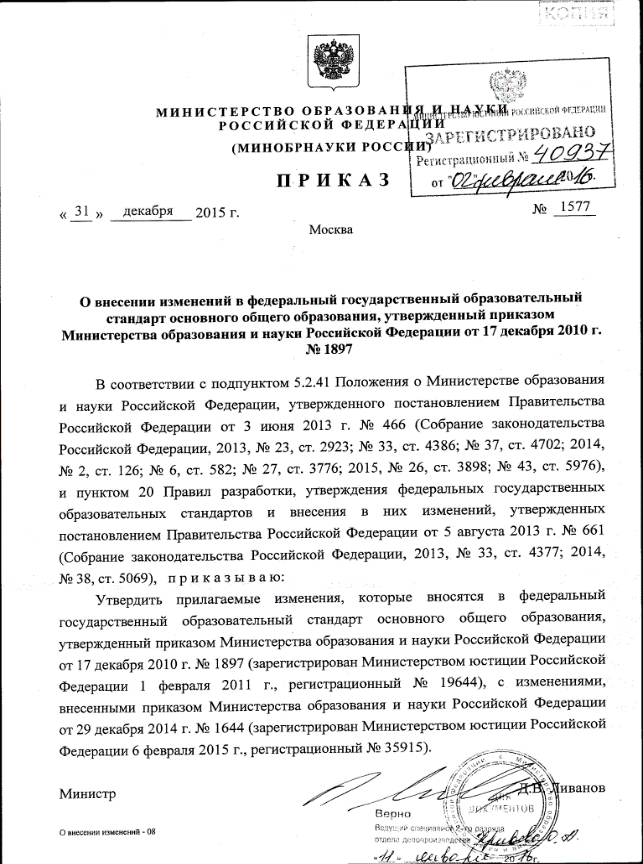 КОПИЯ
МИНИСТЕРСТВО ОБРАЗОВАНИЯ И НАУКИ
РОССИЙСКОЙ ФЕДЕРАЦИИ
(МИНОБРНАУКИ РОССИИ)
ПРИКАЗ
МИНИСТЕРСТВО ЮСТИЦИИ РОССИЙСКОЙ ФЕДЕРАЦИИ
ЗАРЕГИСТРИРОВАНО
Регистрационный № 40937
от "02" февраля 2016.
« 31 » декабря 2015 г.
№ 1577
Москва
О внесении изменений в федеральный государственный образовательный
стандарт основного общего образования, утвержденный приказом
Министерства образования и науки Российской Федерации от 17 декабря 2010 г.
№ 1897
В соответствии с подпунктом 5.2.41 Положения о Министерстве образования
и науки Российской Федерации, утвержденного постановлением Правительства
Российской Федерации от 3 июня 2013 г. № 466 (Собрание законодательства
Российской Федерации, 2013, № 23, ст. 2923; № 33, ст. 4386; № 37, ст. 4702; 2014,
№ 2, ст. 126; № 6, ст. 582; № 27, ст. 3776; 2015, № 26, ст. 3898; № 43, ст. 5976),
и пунктом 20 Правил разработки, утверждения федеральных государственных
образовательных стандартов и внесения в них изменений, утвержденных
постановлением Правительства Российской Федерации от 5 августа 2013 г. № 661
(Собрание законодательства Российской Федерации, 2013, № 33, ст. 4377; 2014,
№ 38, ст. 5069), приказываю:
Утвердить прилагаемые изменения, которые вносятся в федеральный
государственный образовательный стандарт основного общего образования,
утвержденный приказом Министерства образования и науки Российской Федерации
от 17 декабря 2010 г. № 1897 (зарегистрирован Министерством юстиции Российской
Федерации 1 февраля 2011 г., регистрационный № 19644), с изменениями,
внесенными приказом Министерства образования и науки Российской Федерации
от 29 декабря 2014 г. № 1644 (зарегистрирован Министерством юстиции Российской
Федерации 6 февраля 2015 г., регистрационный № 35915).
Министр
Д.В. Ливанов
ДЛЯ
ДОКУМЕНТОВ
Верно
Ведущий специалист 2-го разряда
отдела делопроизводства
"11" 2016.
О внесении изменений - 08